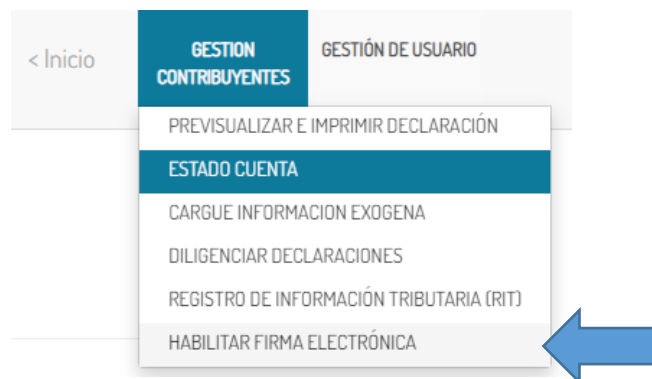 < Inicio
GESTION
CONTRIBUYENTES
GESTIÓN DE USUARIO
PREVISUALIZAR E IMPRIMIR DECLARACIÓN
ESTADO CUENTA
CARGUE INFORMACION EXOGENA
DILIGENCIAR DECLARACIONES
REGISTRO DE INFORMACIÓN TRIBUTARIA (RIT)
HABILITAR FIRMA ELECTRÓNICA